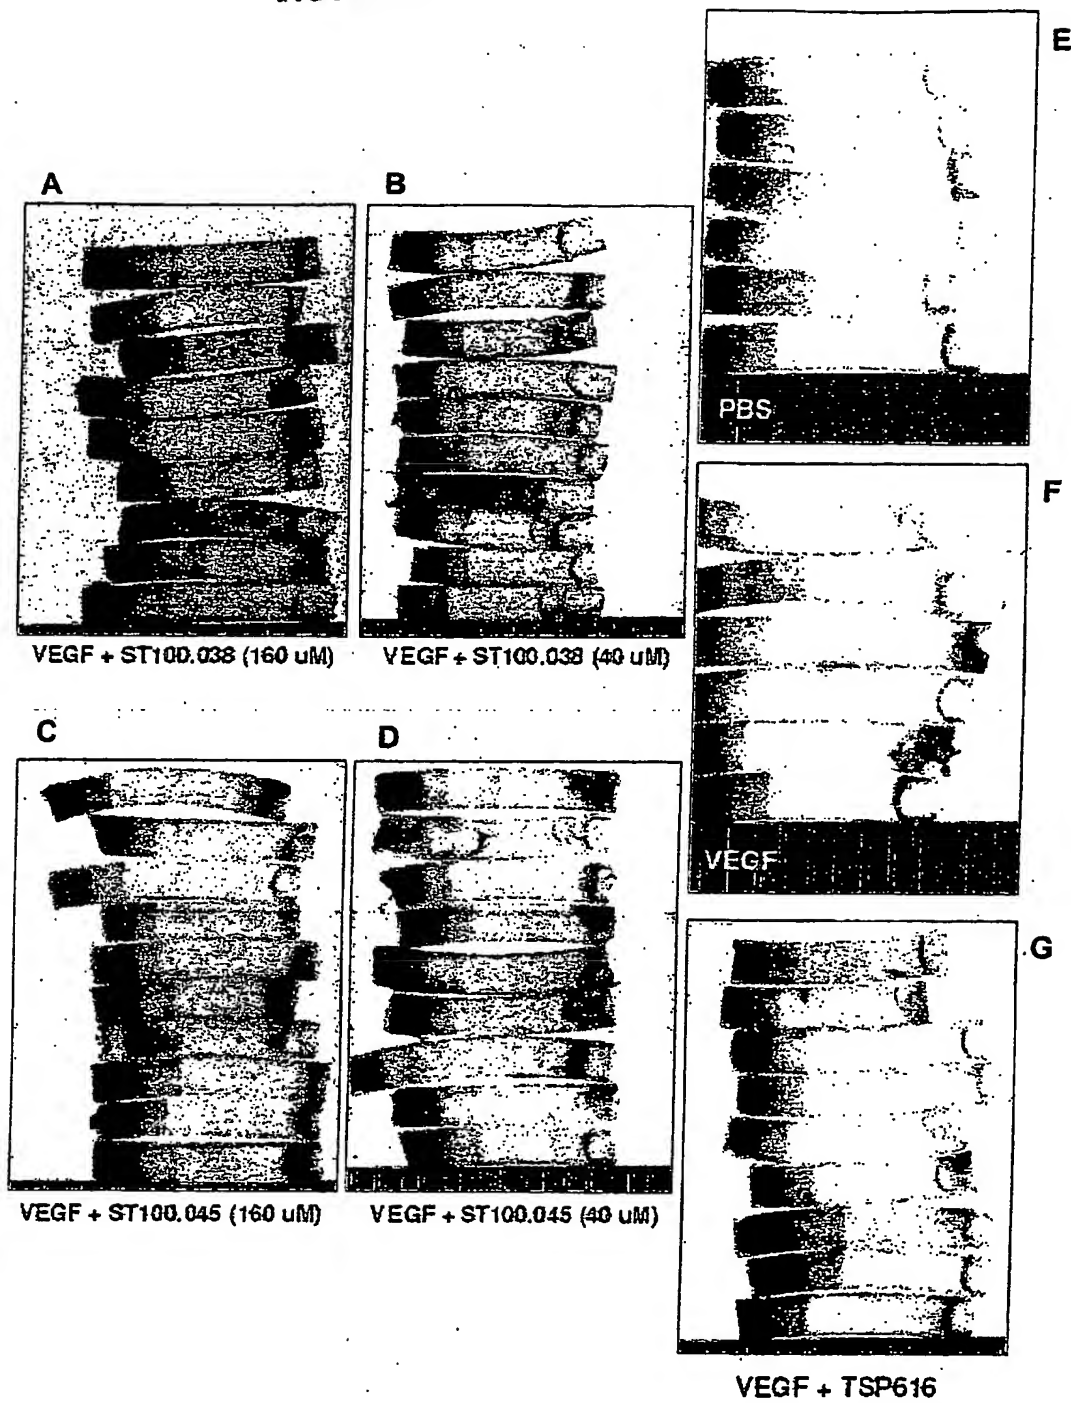 E
A
B
PBS
F
VEGF + ST100.038 (160 uM)
VEGF + ST100.038 (40 uM)
C
D
VEGF
G
VEGF + ST100.045 (160 uM)
VEGF + ST100.045 (40 uM)
VEGF + TSP616